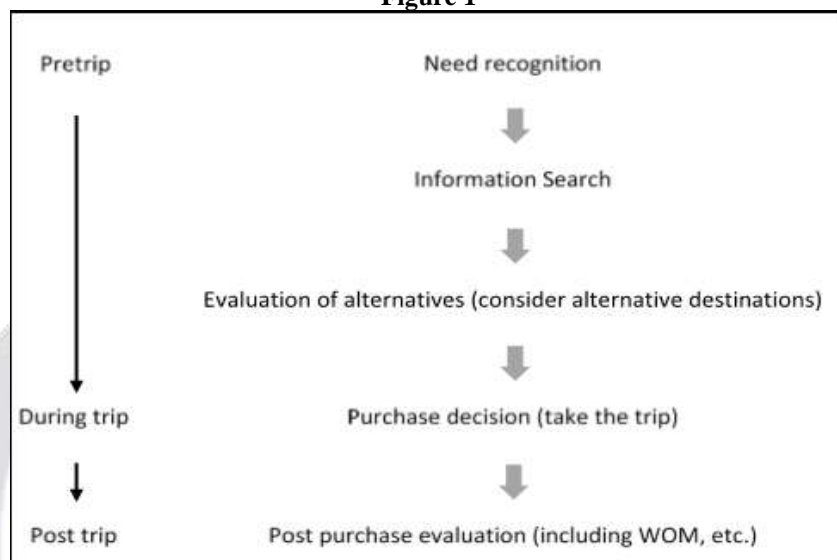 Figure 1
Pretrip Need recognition
Information Search
Evaluation of alternatives (consider alternative destinations)
During trip Purchase decision (take the trip)
Post trip Post purchase evaluation (including WOM, etc.)